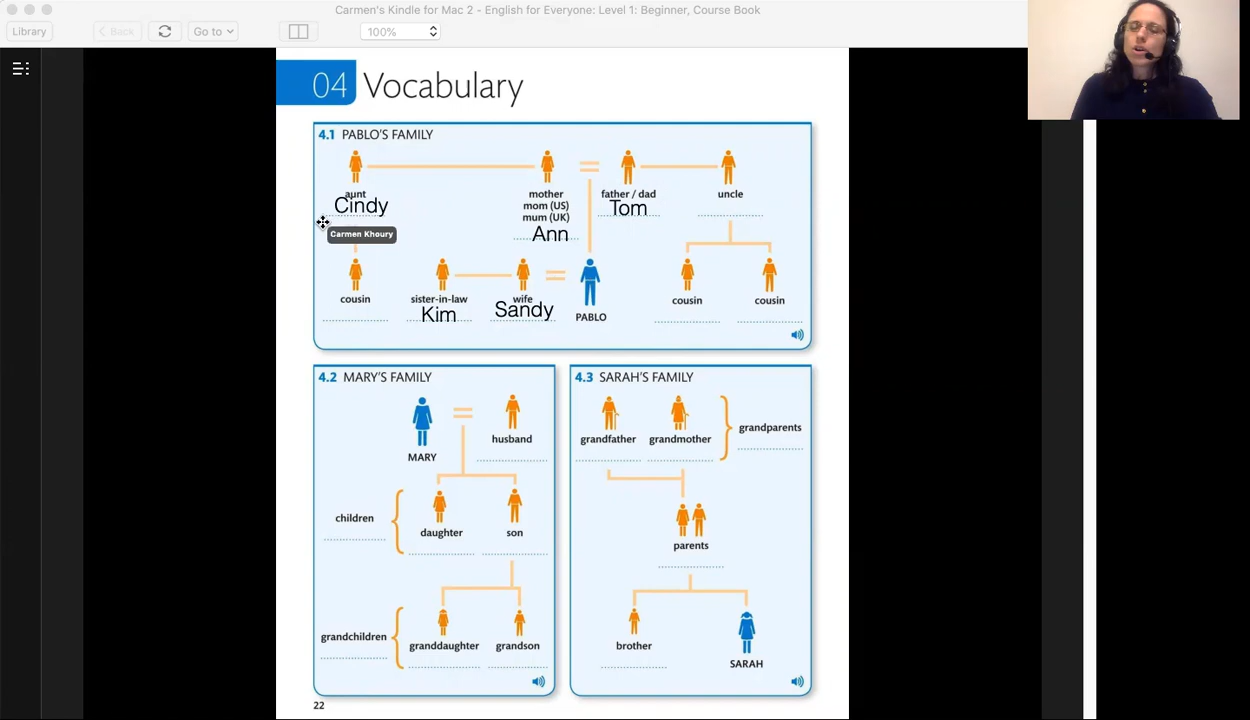 Carmen's Kindle for Mac 2 - English for Everyone: Level 1: Beginner, Course Book
Library
Back
Go to
100%
04 Vocabulary
4.1 PABLO'S FAMILY
aunt
Cindy
mother
mom (US)
mum (UK)
Ann
father / dad
Tom
uncle
Carmen Khoury
cousin
sister-in-law
Kim
wife
Sandy
PABLO
cousin
cousin
4.2 MARY'S FAMILY
MARY
husband
children
daughter
son
grandchildren
granddaughter
grandson
4.3 SARAH'S FAMILY
grandfather
grandmother
grandparents
parents
brother
SARAH
22